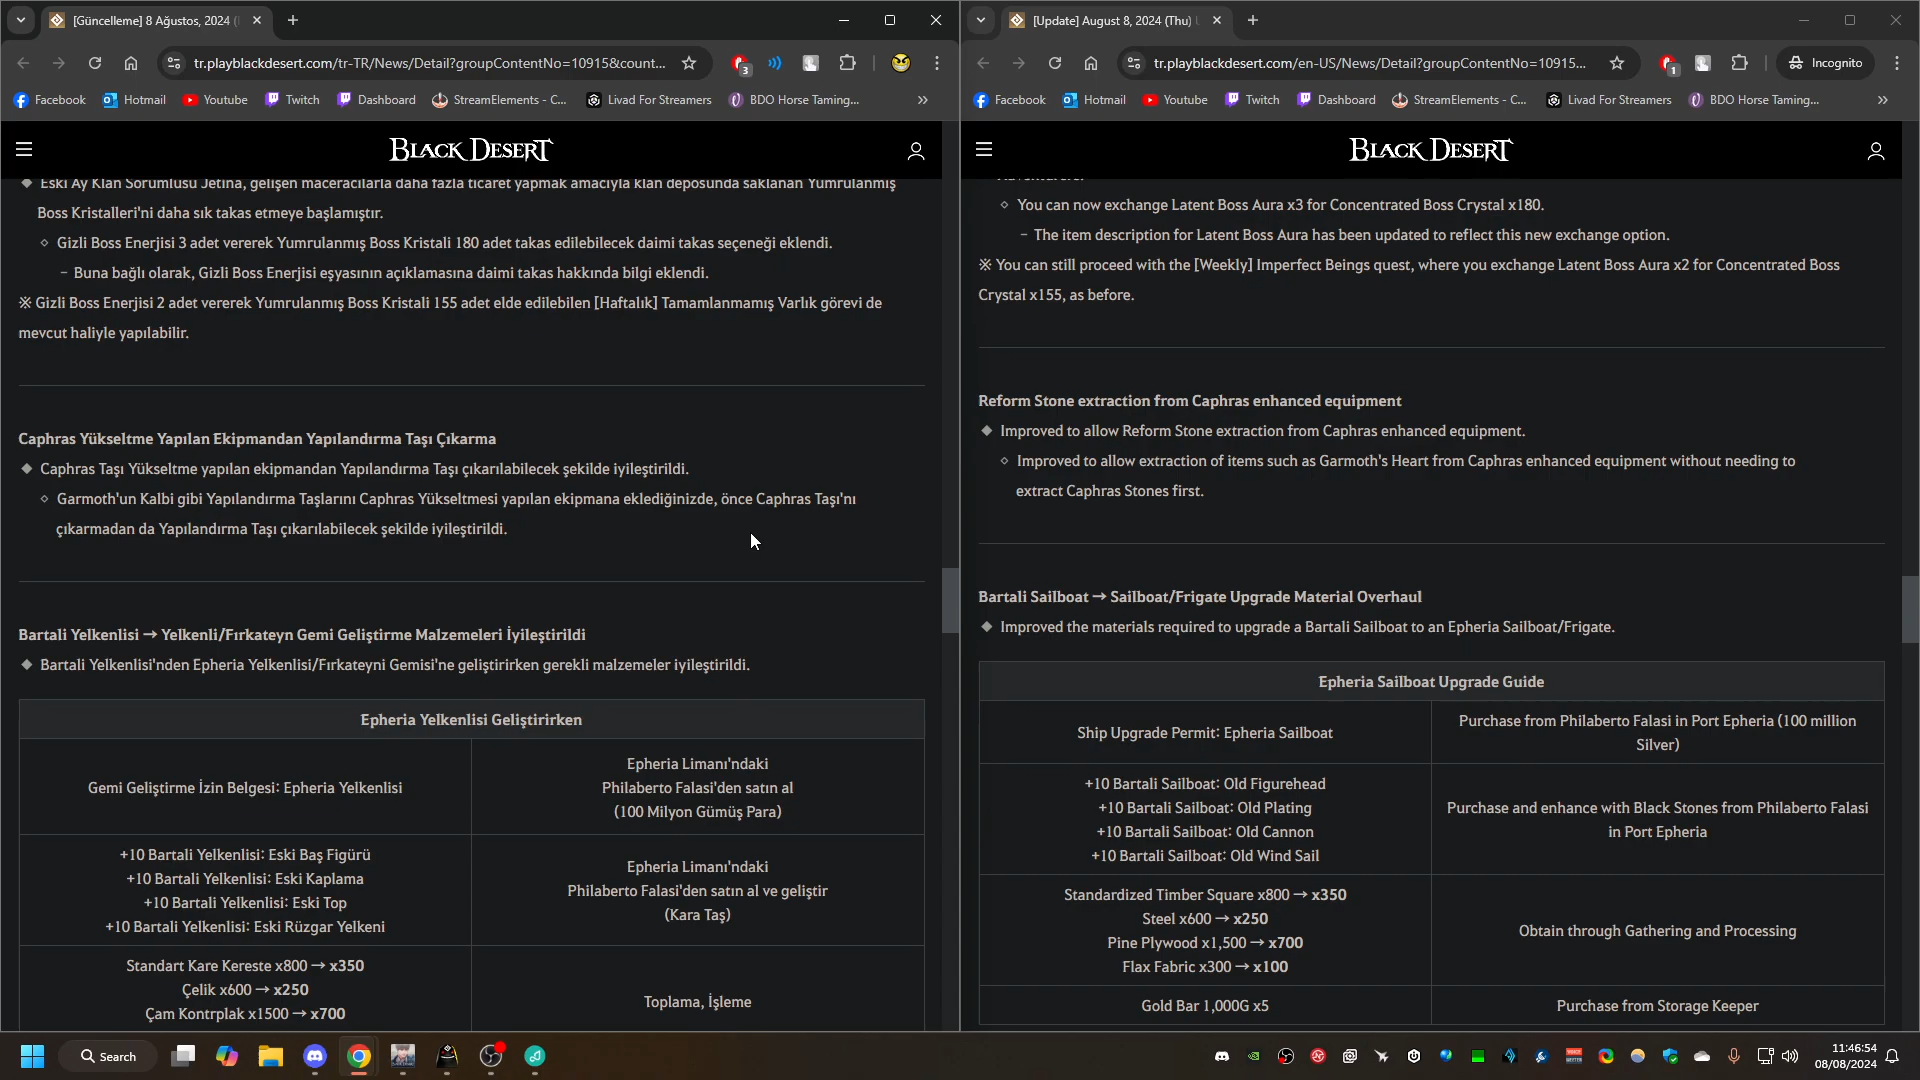 [Güncelleme] 8 Ağustos, 2024 (
tr.playblackdesert.com/tr-TR/News/Detail?groupContentNo=10915&count...
3
Facebook
Hotmail
Youtube
Twitch
Dashboard
StreamElements - C...
Livad For Streamers
BDO Horse Taming...
»
BLACK DESERT
◆ Eski Ay Klan Sorumlusu Jetina, gelişen maceracılarla daha fazla ticaret yapmak amacıyla klan deposunda saklanan Yumrulanmış
Boss Kristalleri'ni daha sık takas etmeye başlamıştır.
◇ Gizli Boss Enerjisi 3 adet vererek Yumrulanmış Boss Kristali 180 adet takas edilebilecek daimi takas seçeneği eklendi.
– Buna bağlı olarak, Gizli Boss Enerjisi eşyasının açıklamasına daimi takas hakkında bilgi eklendi.
※ Gizli Boss Enerjisi 2 adet vererek Yumrulanmış Boss Kristali 155 adet elde edilebilen [Haftalık] Tamamlanmamış Varlık görevi de
mevcut haliyle yapılabilir.
Caphras Yükseltme Yapılan Ekipmandan Yapılandırma Taşı Çıkarma
◆ Caphras Taşı Yükseltme yapılan ekipmandan Yapılandırma Taşı çıkarılabilecek şekilde iyileştirildi.
◇ Garmoth'un Kalbi gibi Yapılandırma Taşlarını Caphras Yükseltmesi yapılan ekipmana eklediğinizde, önce Caphras Taşı'nı
çıkarmadan da Yapılandırma Taşı çıkarılabilecek şekilde iyileştirildi.
Bartali Yelkenlisi → Yelkenli/Fırkateyn Gemi Geliştirme Malzemeleri İyileştirildi
◆ Bartali Yelkenlisi'nden Epheria Yelkenlisi/Fırkateyni Gemisi'ne geliştirirken gerekli malzemeler iyileştirildi.
Epheria Yelkenlisi Geliştirirken
Gemi Geliştirme İzin Belgesi: Epheria Yelkenlisi
Epheria Limanı'ndaki
Philaberto Falasi'den satın al
(100 Milyon Gümüş Para)
+10 Bartali Yelkenlisi: Eski Baş Figürü
+10 Bartali Yelkenlisi: Eski Kaplama
+10 Bartali Yelkenlisi: Eski Top
+10 Bartali Yelkenlisi: Eski Rüzgar Yelkeni
Epheria Limanı'ndaki
Philaberto Falasi'den satın al ve geliştir
(Kara Taş)
Standart Kare Kereste x800 → x350
Çelik x600 → x250
Çam Kontrplak x1500 → x700
Toplama, İşleme
[Update] August 8, 2024 (Thu)
tr.playblackdesert.com/en-US/News/Detail?groupContentNo=10915...
1
Incognito
Facebook
Hotmail
Youtube
Twitch
Dashboard
StreamElements - C...
Livad For Streamers
BDO Horse Taming...
»
BLACK DESERT
◇ You can now exchange Latent Boss Aura x3 for Concentrated Boss Crystal x180.
– The item description for Latent Boss Aura has been updated to reflect this new exchange option.
※ You can still proceed with the [Weekly] Imperfect Beings quest, where you exchange Latent Boss Aura x2 for Concentrated Boss
Crystal x155, as before.
Reform Stone extraction from Caphras enhanced equipment
◆ Improved to allow Reform Stone extraction from Caphras enhanced equipment.
◇ Improved to allow extraction of items such as Garmoth's Heart from Caphras enhanced equipment without needing to
extract Caphras Stones first.
Bartali Sailboat → Sailboat/Frigate Upgrade Material Overhaul
◆ Improved the materials required to upgrade a Bartali Sailboat to an Epheria Sailboat/Frigate.
Epheria Sailboat Upgrade Guide
Ship Upgrade Permit: Epheria Sailboat
Purchase from Philaberto Falasi in Port Epheria (100 million
Silver)
+10 Bartali Sailboat: Old Figurehead
+10 Bartali Sailboat: Old Plating
+10 Bartali Sailboat: Old Cannon
+10 Bartali Sailboat: Old Wind Sail
Purchase and enhance with Black Stones from Philaberto Falasi
in Port Epheria
Standardized Timber Square x800 → x350
Steel x600 → x250
Pine Plywood x1,500 → x700
Flax Fabric x300 → x100
Obtain through Gathering and Processing
Gold Bar 1,000G x5
Purchase from Storage Keeper
Search
11:46:54
08/08/2024